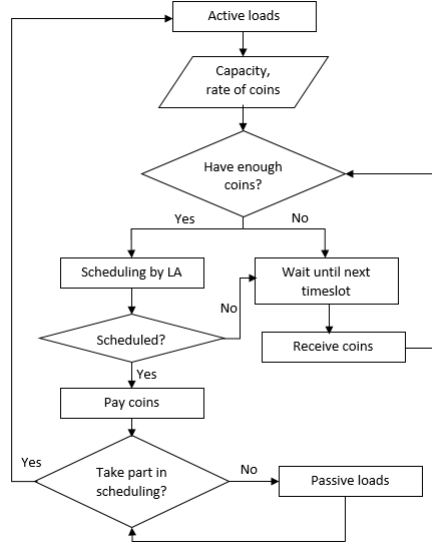 Active loads
Capacity,
rate of coins
Have enough
coins?
Yes
No
Scheduling by LA
Wait until next
timeslot
No
Scheduled?
Receive coins
Yes
Pay coins
Yes
Take part in
scheduling?
No
Passive loads